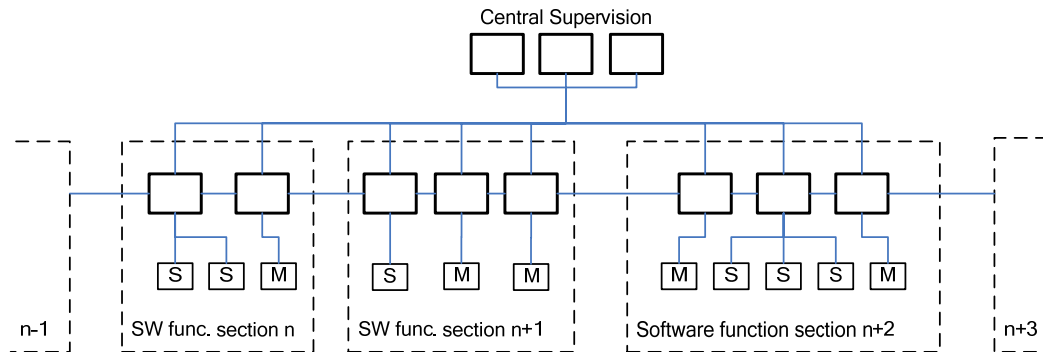 Central Supervision
S S M S M M M S S S M
n-1 SW func. section n SW func. section n+1 Software function section n+2 n+3